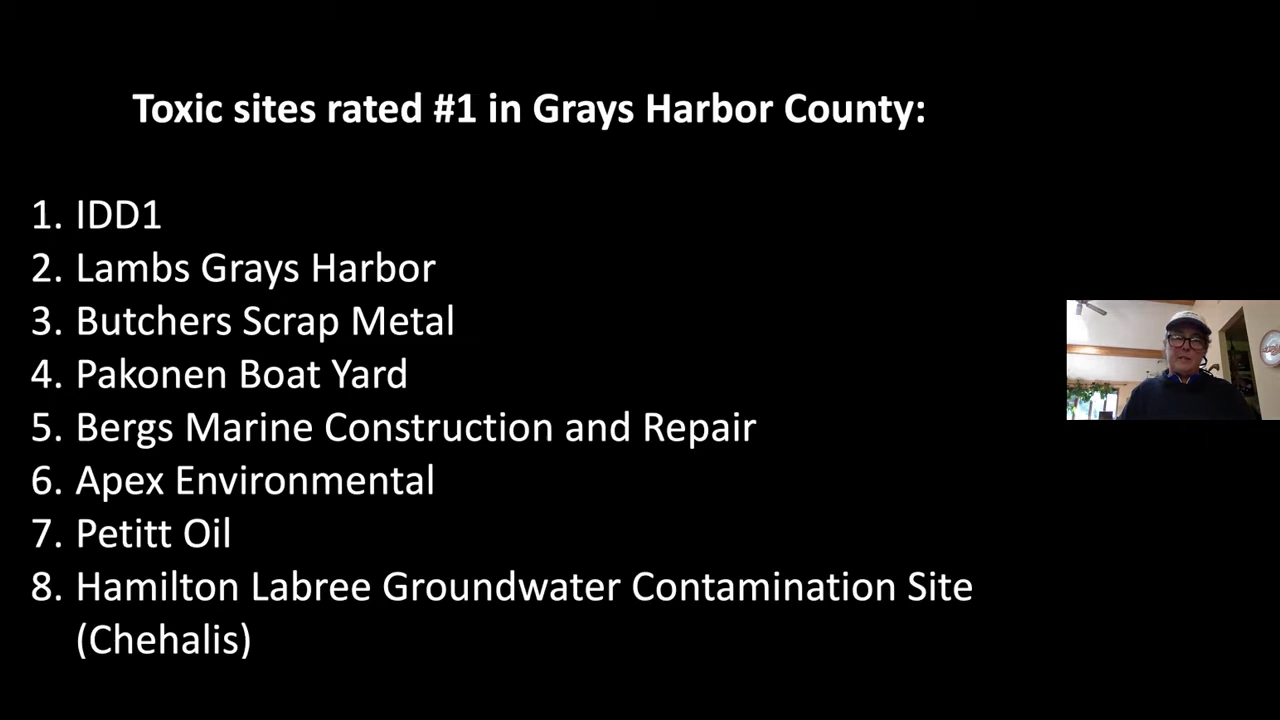 Toxic sites rated #1 in Grays Harbor County:
1. IDD1
2. Lambs Grays Harbor
3. Butchers Scrap Metal
4. Pakonen Boat Yard
5. Bergs Marine Construction and Repair
6. Apex Environmental
7. Petitt Oil
8. Hamilton Labree Groundwater Contamination Site
(Chehalis)